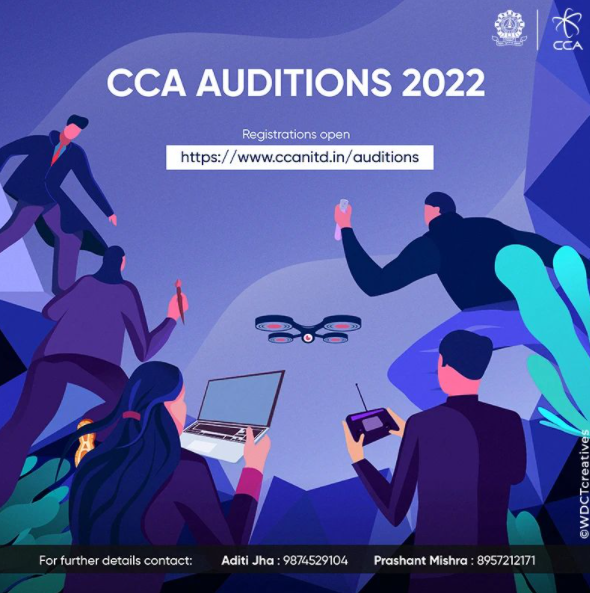 CCA
CCA AUDITIONS 2022
Registrations open
https://www.ccanitd.in/auditions
©WDCTcreatives
For further details contact: Aditi Jha : 9874529104 Prashant Mishra : 8957212171